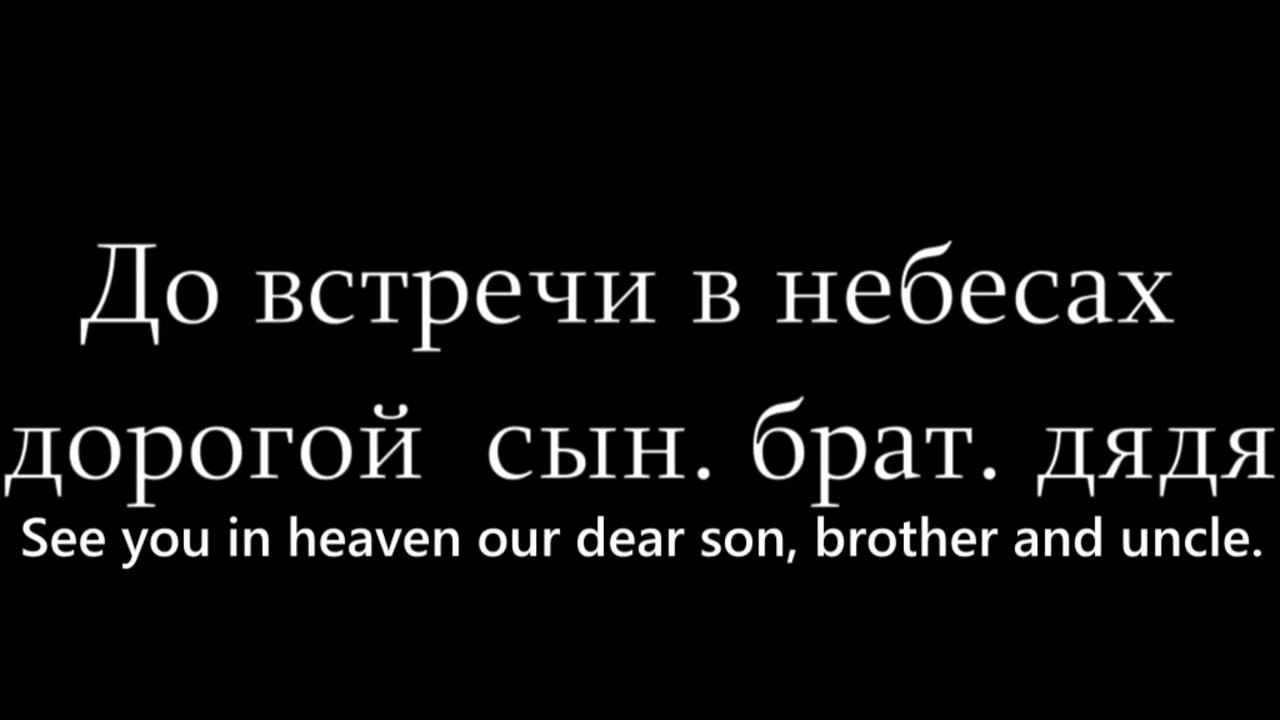 До встречи в небесах
дорогой сын. брат. дядя
See you in heaven our dear son, brother and uncle.